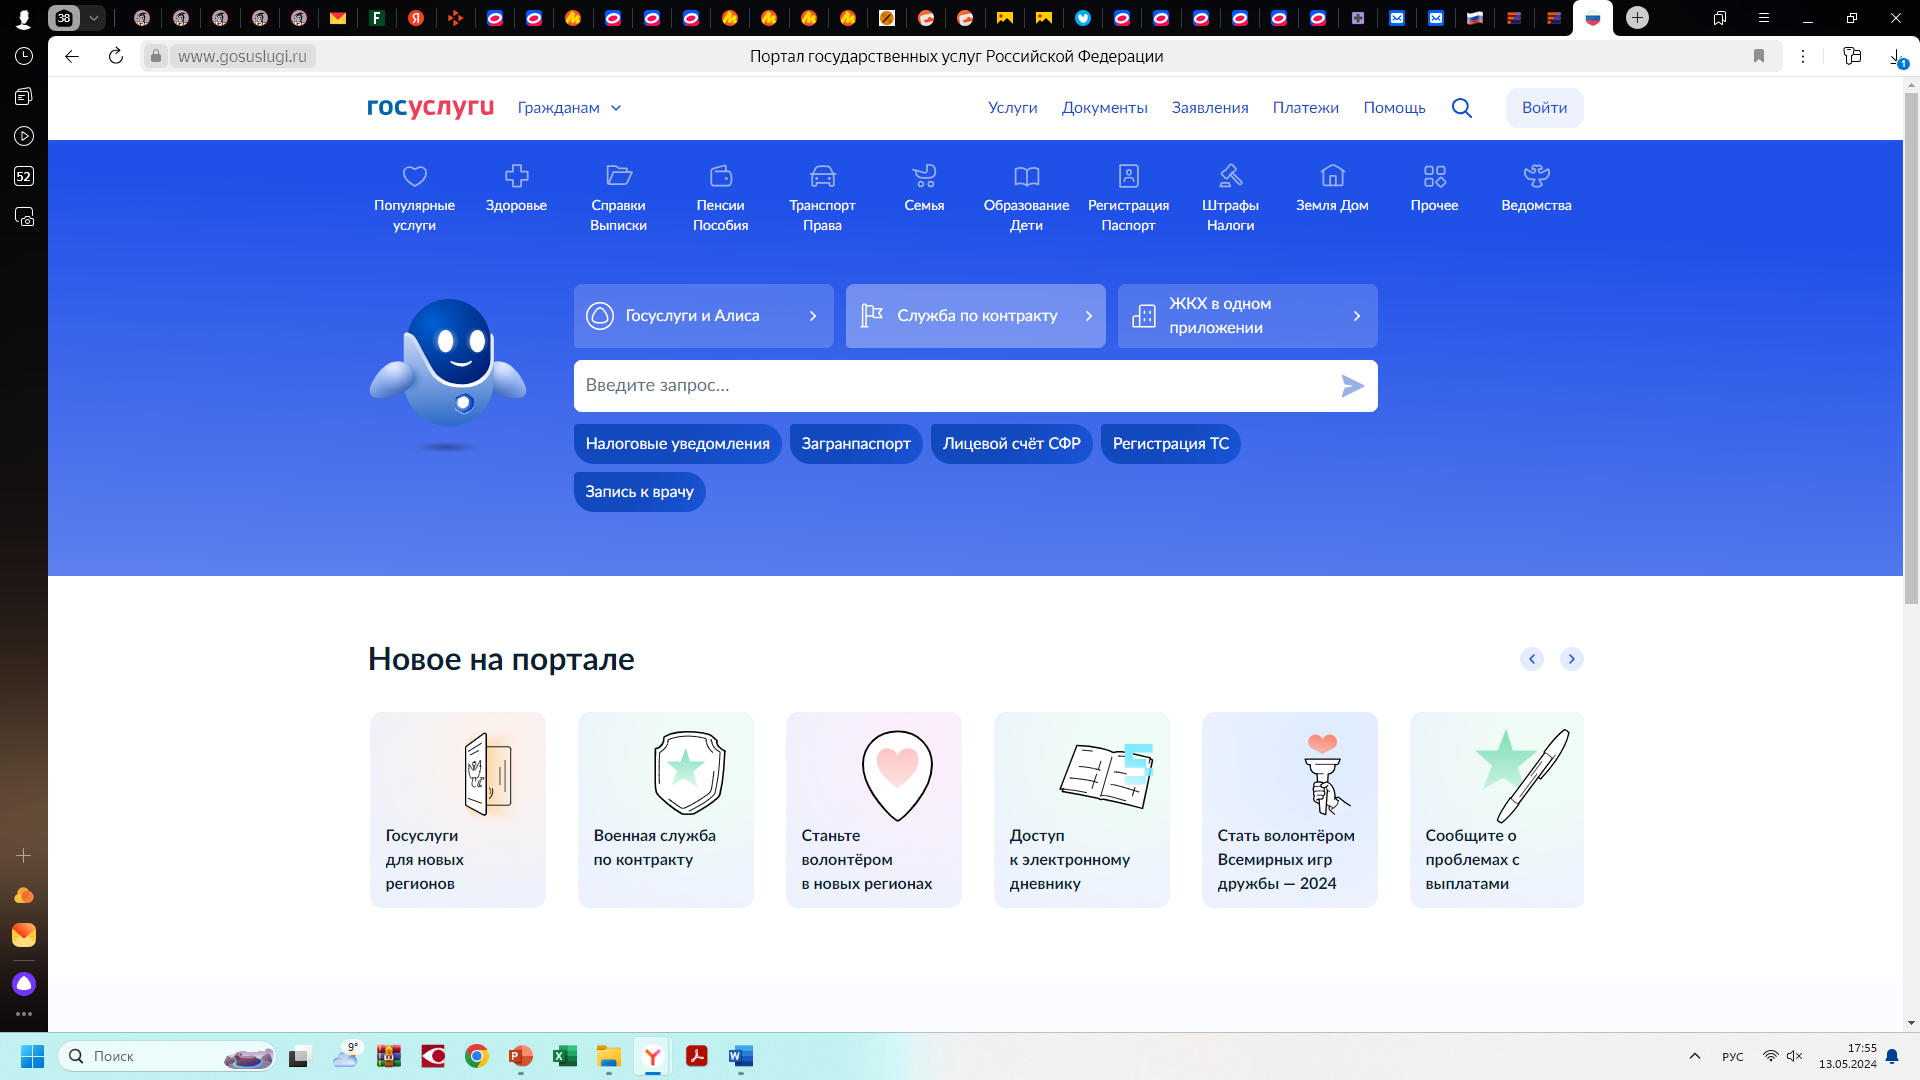 38
www.gosuslugi.ru
Портал государственных услуг Российской Федерации
1
52
госуслуги
Гражданам
Услуги
Документы
Заявления
Платежи
Помощь
Войти
Популярные
услуги
Здоровье
Справки
Выписки
Пенсии
Пособия
Транспорт
Права
Семья
Образование
Дети
Регистрация
Паспорт
Штрафы
Налоги
Земля Дом
Прочее
Ведомства
Госуслуги и Алиса
Служба по контракту
ЖКХ в одном
приложении
Введите запрос...
Налоговые уведомления
Загранпаспорт
Лицевой счёт СФР
Регистрация ТС
Запись к врачу
Новое на портале
Госуслуги
для новых
регионов
Военная служба
по контракту
Станьте
волонтёром
в новых регионах
5
Доступ
к электронному
дневнику
Стать волонтёром
Всемирных игр
дружбы — 2024
Сообщите о
проблемах с
выплатами
Поиск
9°
РУС
17:55
13.05.2024